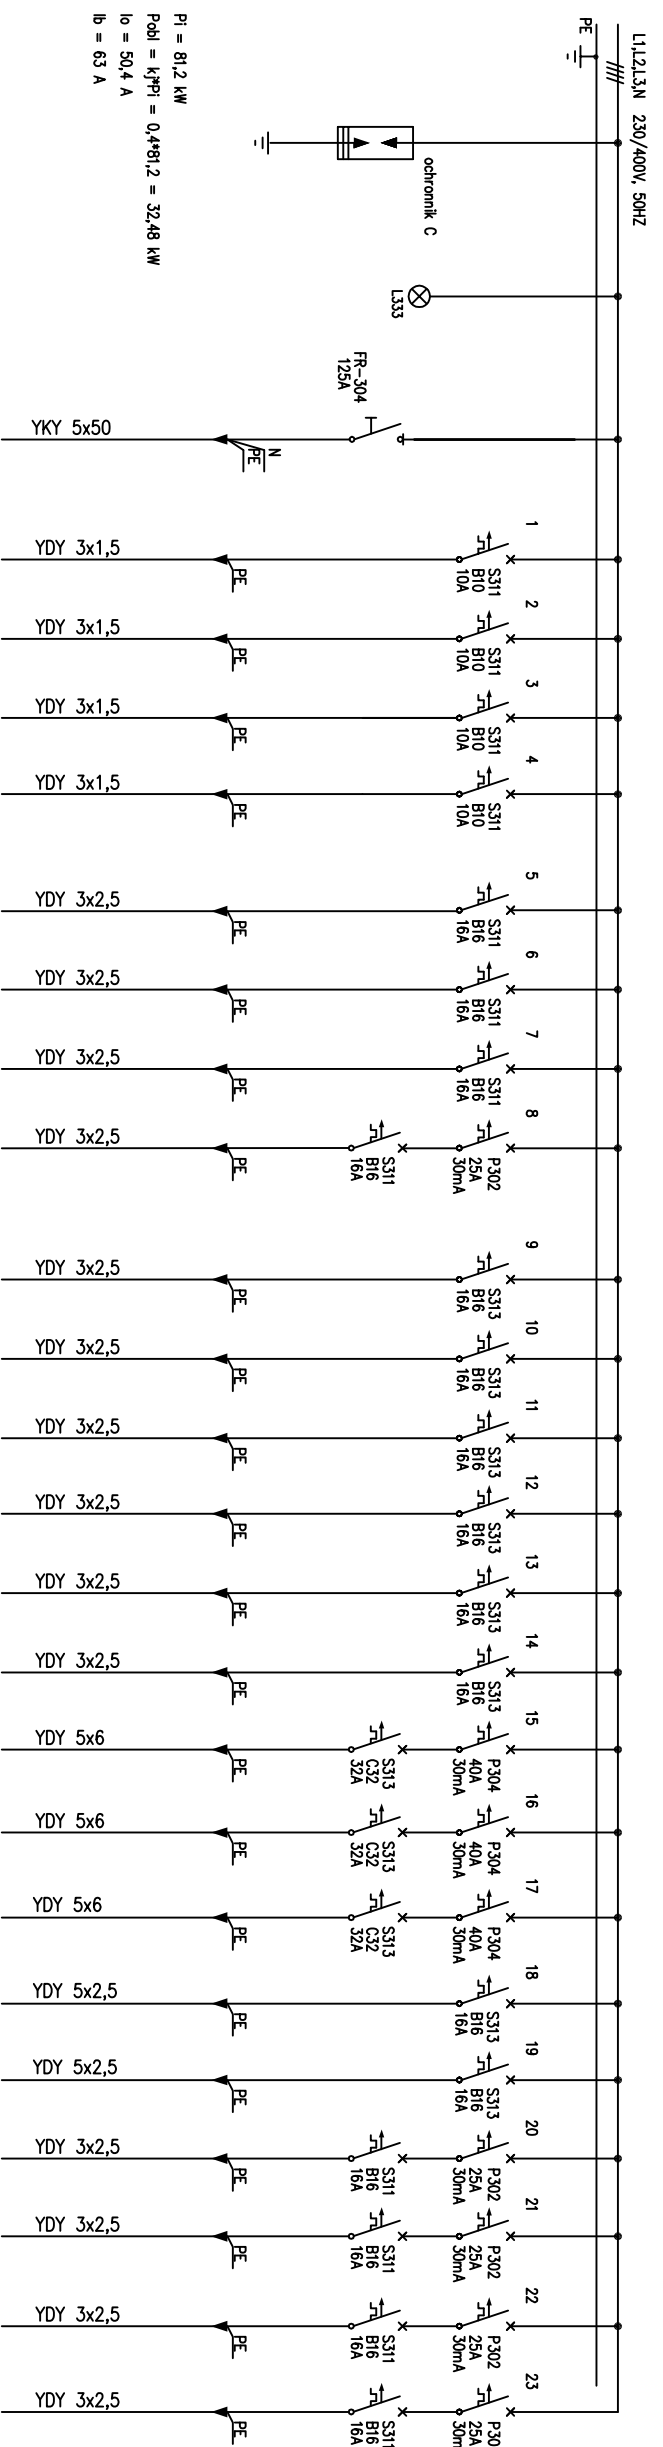 L1,L2,L3,N 230/400V, 50HZ
PE
ochronnik C
L333
Pi = 81,2 kW
Pobl = kj*Pi = 0,4*81,2 = 32,48 kW
Io = 50,4 A
Ib = 63 A
FR-304
125A
N
PE
YKY 5x50
1
S311
B10
10A
PE
YDY 3x1,5
2
S311
B10
10A
PE
YDY 3x1,5
3
S311
B10
10A
PE
YDY 3x1,5
4
S311
B10
10A
PE
YDY 3x1,5
5
S311
B16
16A
PE
YDY 3x2,5
6
S311
B16
16A
PE
YDY 3x2,5
7
S311
B16
16A
PE
YDY 3x2,5
8
P302
25A
30mA
S311
B16
16A
PE
YDY 3x2,5
9
S313
B16
16A
PE
YDY 3x2,5
10
S313
B16
16A
PE
YDY 3x2,5
11
S313
B16
16A
PE
YDY 3x2,5
12
S313
B16
16A
PE
YDY 3x2,5
13
S313
B16
16A
PE
YDY 3x2,5
14
S313
B16
16A
PE
YDY 3x2,5
15
P304
40A
30mA
S313
C32
32A
PE
YDY 5x6
16
P304
40A
30mA
S313
C32
32A
PE
YDY 5x6
17
P304
40A
30mA
S313
C32
32A
PE
YDY 5x6
18
S313
B16
16A
PE
YDY 5x2,5
19
S313
B16
16A
PE
YDY 5x2,5
20
P302
25A
30mA
S311
B16
16A
PE
YDY 3x2,5
21
P302
25A
30mA
S311
B16
16A
PE
YDY 3x2,5
22
P302
25A
30mA
S311
B16
16A
PE
YDY 3x2,5
23
P30
25A
30m
S311
B16
16A
PE
YDY 3x2,5